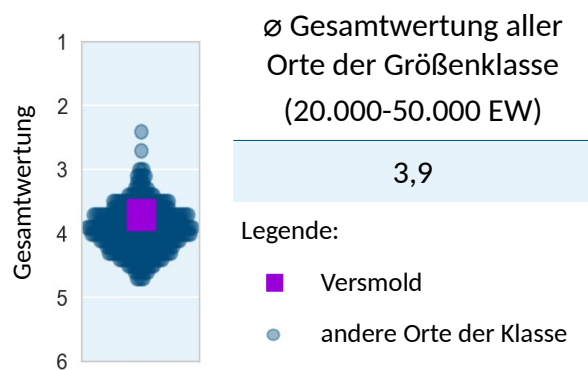 Gesamtwertung
1
2
3
4
5
6
⌀ Gesamtwertung aller
Orte der Größenklasse
(20.000-50.000 EW)
3,9
Legende:
Versmold
andere Orte der Klasse